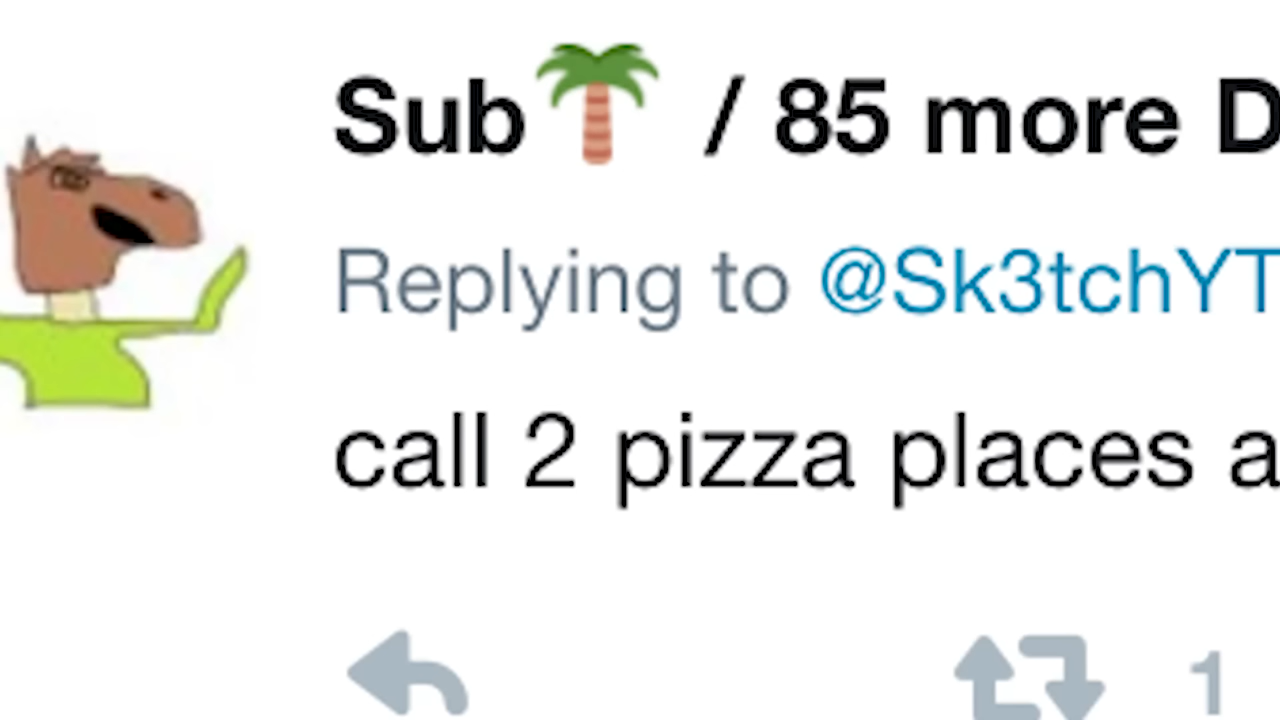 Sub🌴 / 85 more D
Replying to @Sk3tchYT
call 2 pizza places a
1